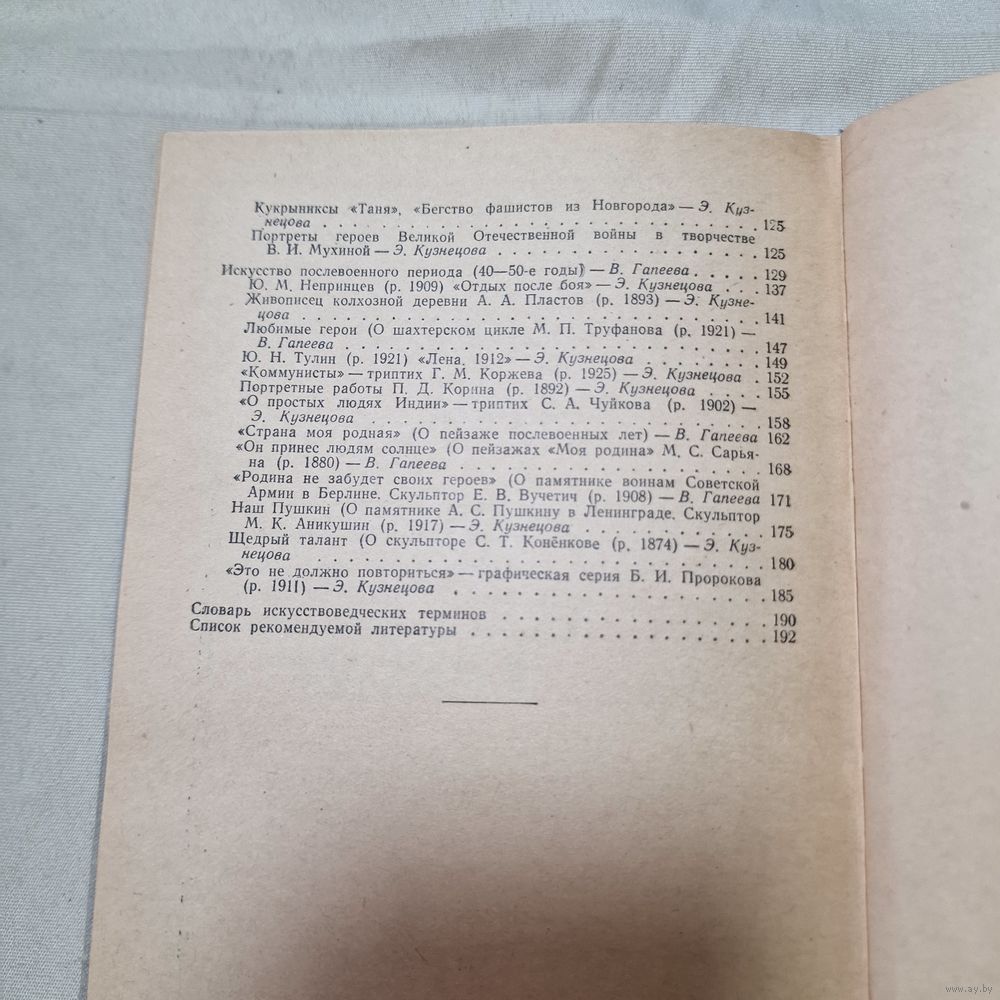 Кукрыниксы «Таня», «Бегство фашистов из Новгорода» — Э. Куз-
нецова . . . . . . . . . . . . . . . . . . . . . . . 125
Портреты героев Великой Отечественной войны в творчестве
В. И. Мухиной — Э. Кузнецова . . . . . . . . . . . . 125
Искусство послевоенного периода (40—50-е годы) — В. Гапеева . . . . 129
Ю. М. Непринцев (р. 1909) «Отдых после боя» — Э. Кузнецова . . . 137
Живописец колхозной деревни А. А. Пластов (р. 1893) — Э. Кузне-
цова . . . . . . . . . . . . . . . . . . . . . . . 141
Любимые герои (О шахтерском цикле М. П. Труфанова (р. 1921) —
В. Гапеева . . . . . . . . . . . . . . . . . . . . . 147
Ю. Н. Тулин (р. 1921) «Лена, 1912» — Э. Кузнецова . . . . . . 149
«Коммунисты» — триптих Г. М. Коржева (р. 1925) — Э. Кузнецова . 152
Портретные работы П. Д. Корина (р. 1892) — Э. Кузнецова . . . . 155
«О простых людях Индии» — триптих С. А. Чуйкова (р. 1902) —
Э. Кузнецова . . . . . . . . . . . . . . . . . . . . 158
«Страна моя родная» (О пейзаже послевоенных лет) — В. Гапеева 162
«Он принес людям солнце» (О пейзажах «Моя родина» М. С. Сарья-
на (р. 1880) — В. Гапеева . . . . . . . . . . . . . . . 168
«Родина не забудет своих героев» (О памятнике воинам Советской
Армии в Берлине. Скульптор Е. В. Вучетич (р. 1908) — В. Гапеева 171
Наш Пушкин (О памятнике А. С. Пушкину в Ленинграде. Скульптор
М. К. Аникушин (р. 1917) — Э. Кузнецова . . . . . . . . . 175
Щедрый талант (О скульпторе С. Т. Конёнкове (р. 1874) — Э. Куз-
нецова . . . . . . . . . . . . . . . . . . . . . . . 180
«Это не должно повториться» — графическая серия Б. И. Пророкова
(р. 1911) — Э. Кузнецова . . . . . . . . . . . . . . . . 185
Словарь искусствоведческих терминов . . . . . . . . . . . . . 190
Список рекомендуемой литературы . . . . . . . . . . . . . . . 192
www.ay.by